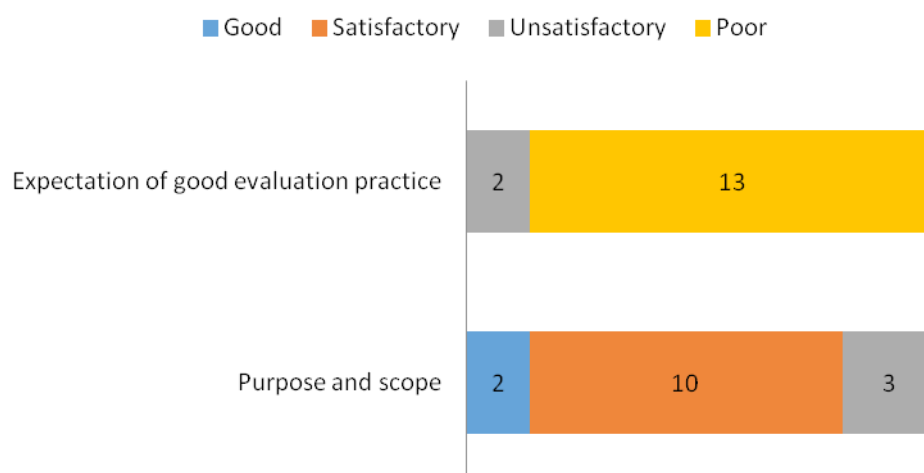 Good Satisfactory Unsatisfactory Poor
Expectation of good evaluation practice 2 13
Purpose and scope 2 10 3